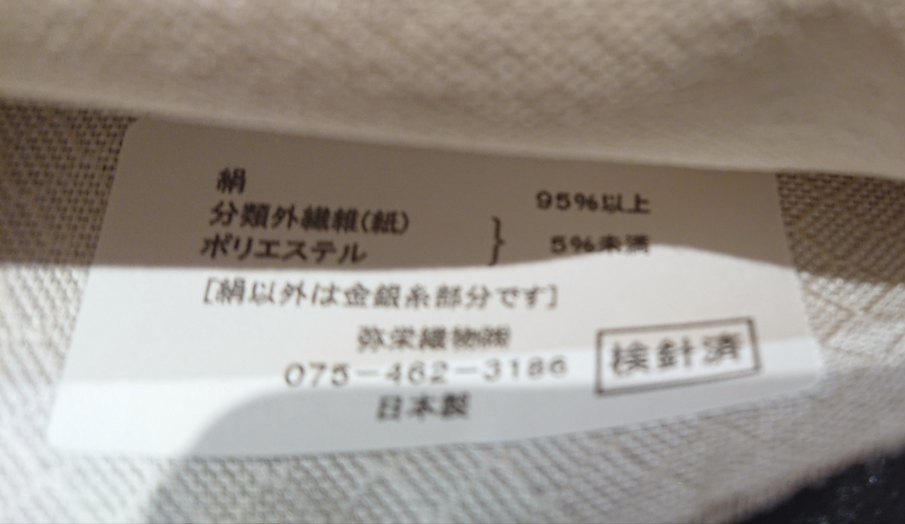 絹 95%以上
分類外繊維(紙)
ポリエステル } 5%未満
[絹以外は金銀糸部分です]
弥栄織物㈱
075-462-3186
検針済
日本製